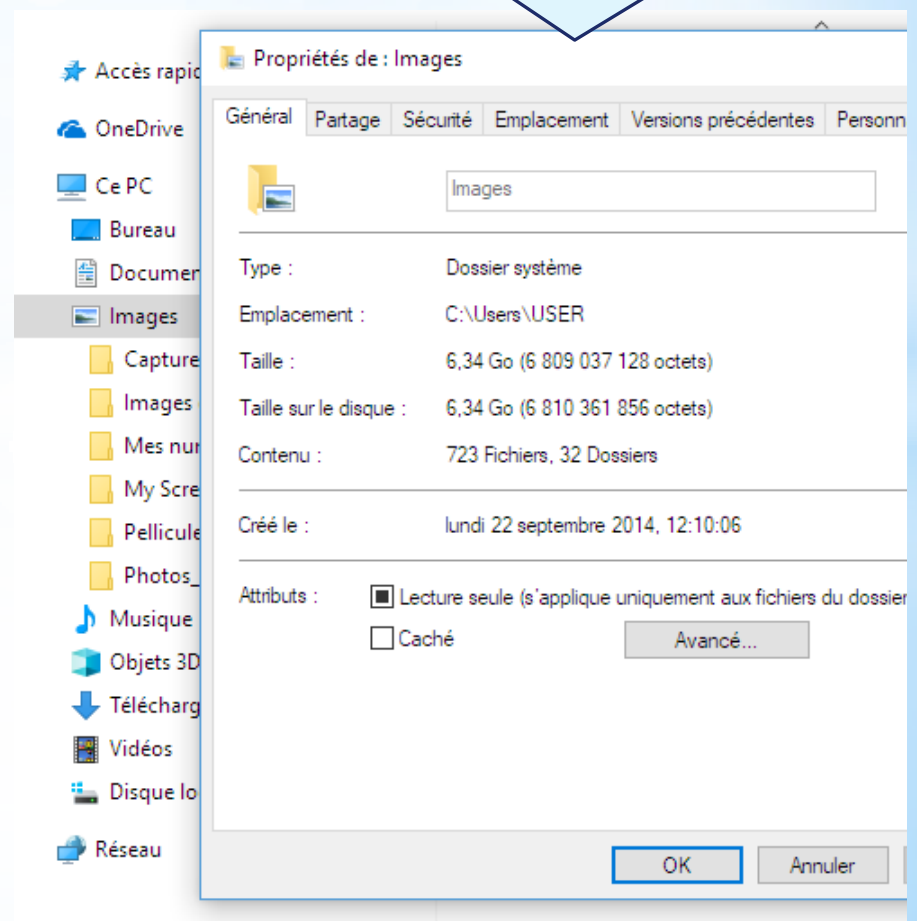 Propriétés de : Images
Général Partage Sécurité Emplacement Versions précédentes Personn
Images
Type : Dossier système
Emplacement : C:\Users\USER
Taille : 6,34 Go (6 809 037 128 octets)
Taille sur le disque : 6,34 Go (6 810 361 856 octets)
Contenu : 723 Fichiers, 32 Dossiers
Créé le : lundi 22 septembre 2014, 12:10:06
Attributs : Lecture seule (s'applique uniquement aux fichiers du dossier
Caché Avancé...
OK Annuler
Accès rapid
OneDrive
Ce PC
Bureau
Documen
Images
Capture
Images
Mes nur
My Scre
Pellicule
Photos_
Musique
Objets 3D
Télécharg
Vidéos
Disque lo
Réseau